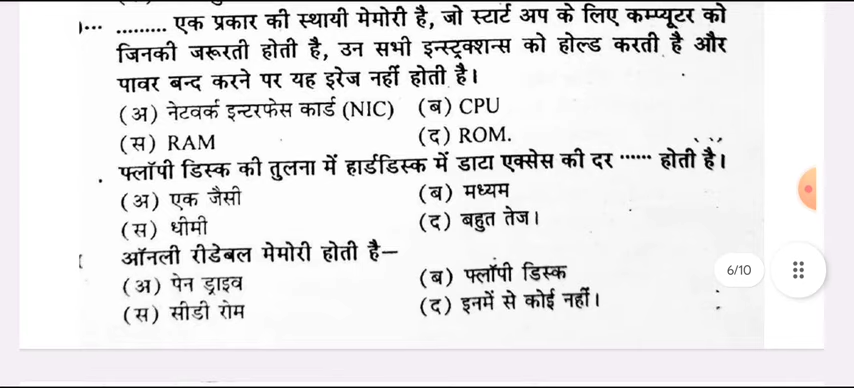 )... ......... एक प्रकार की स्थायी मेमोरी है, जो स्टार्ट अप के लिए कम्प्यूटर को
जिनकी जरूरती होती है, उन सभी इन्स्ट्रक्शन्स को होल्ड करती है और
पावर बन्द करने पर यह इरेज नहीं होती है।
(अ) नेटवर्क इन्टरफेस कार्ड (NIC) (ब) CPU
(स) RAM (द) ROM.
. फ्लॉपी डिस्क की तुलना में हार्डडिस्क में डाटा एक्सेस की दर ...... होती है।
(अ) एक जैसी (ब) मध्यम
(स) धीमी (द) बहुत तेज।
ऑनली रीडेबल मेमोरी होती है—
(अ) पेन ड्राइव (ब) फ्लॉपी डिस्क
(स) सीडी रोम (द) इनमें से कोई नहीं।
6/10